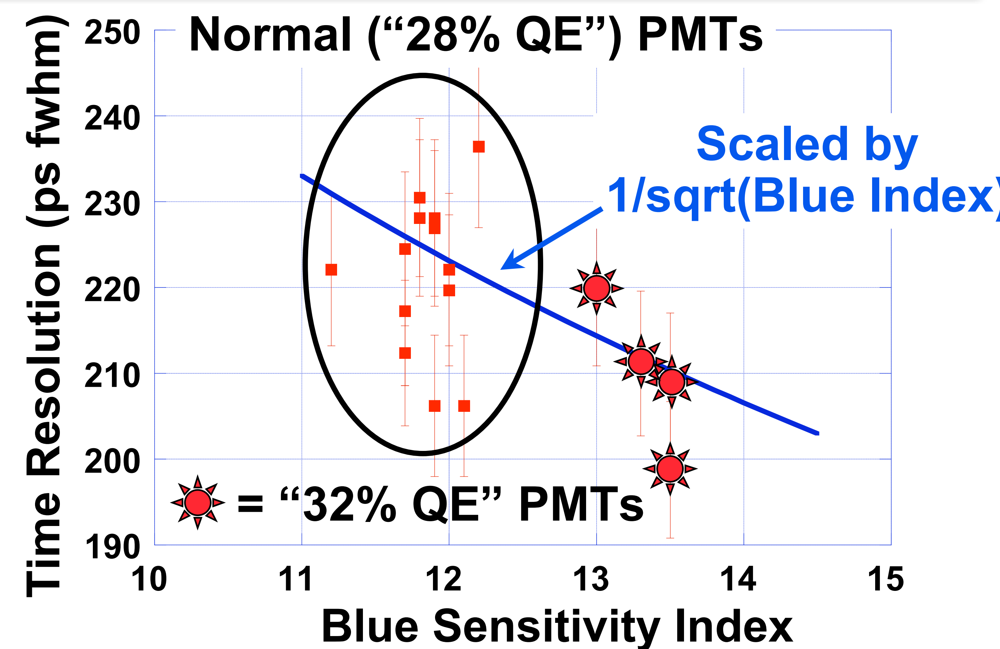 Normal (“28% QE”) PMTs
Time Resolution (ps fwhm)
250
240
230
220
210
200
190
Scaled by
1/sqrt(Blue Index)
= “32% QE” PMTs
10 11 12 13 14 15
Blue Sensitivity Index